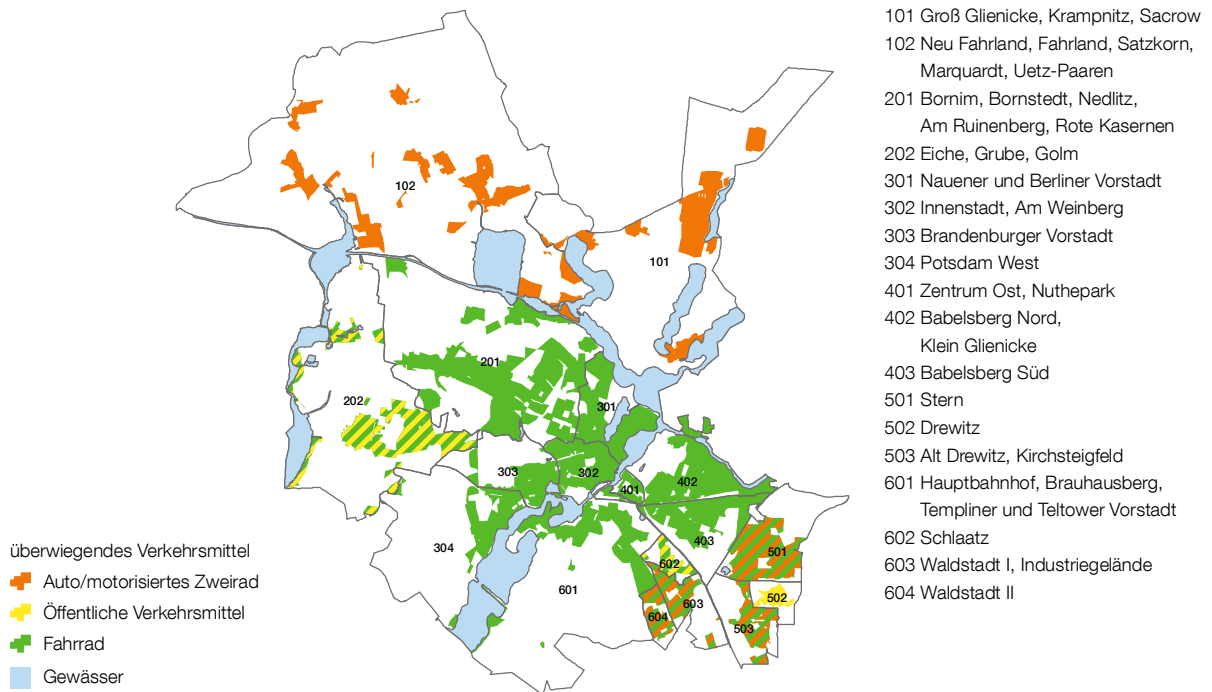 101 Groß Glienicke, Krampnitz, Sacrow
102 Neu Fahrland, Fahrland, Satzkorn,
Marquardt, Uetz-Paaren
201 Bornim, Bornstedt, Nedlitz,
Am Ruinenberg, Rote Kasernen
202 Eiche, Grube, Golm
301 Nauener und Berliner Vorstadt
302 Innenstadt, Am Weinberg
303 Brandenburger Vorstadt
304 Potsdam West
401 Zentrum Ost, Nuthepark
402 Babelsberg Nord,
Klein Glienicke
403 Babelsberg Süd
501 Stern
502 Drewitz
503 Alt Drewitz, Kirchsteigfeld
601 Hauptbahnhof, Brauhausberg,
Templiner und Teltower Vorstadt
602 Schlaatz
603 Waldstadt I, Industriegelände
604 Waldstadt II
102
101
201
202
301
303
302
401
402
304
403
501
602
601
502
603
604
503
überwiegendes Verkehrsmittel
Auto/motorisiertes Zweirad
Öffentliche Verkehrsmittel
Fahrrad
Gewässer